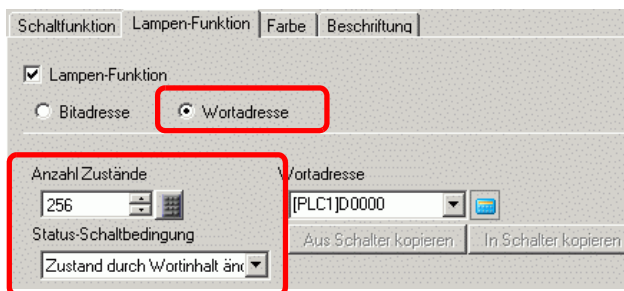 Schaltfunktion Lampen-Funktion Farbe Beschriftung
Lampen-Funktion
Bitadresse Wortadresse
Anzahl Zustände Wortadresse
256 [PLC1]D0000
Status-Schaltbedingung Aus Schalter kopieren In Schalter kopieren
Zustand durch Wortinhalt änd